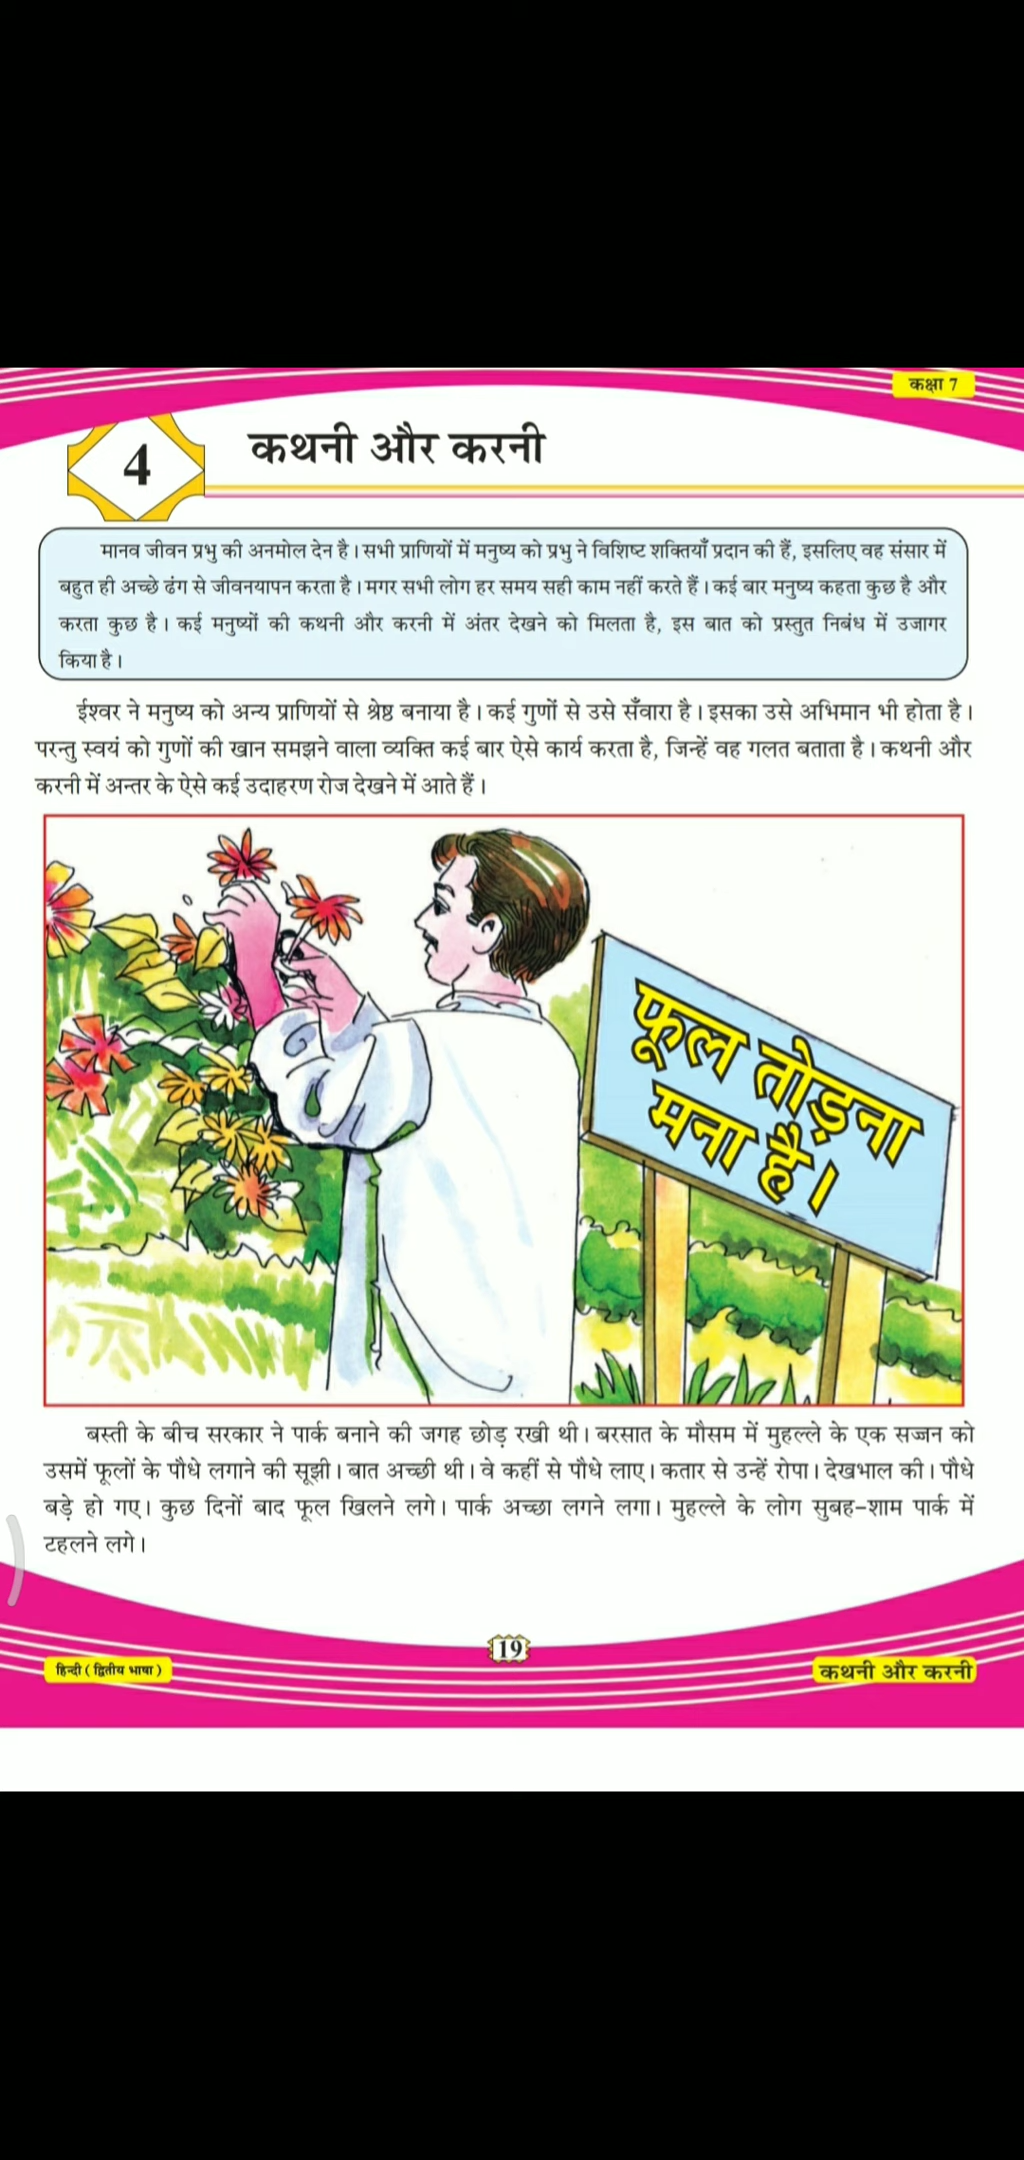 कक्षा 7
4
कथनी और करनी
मानव जीवन प्रभु की अनमोल देन है। सभी प्राणियों में मनुष्य को प्रभु ने विशिष्ट शक्तियाँ प्रदान की हैं, इसलिए वह संसार में
बहुत ही अच्छे ढंग से जीवनयापन करता है। मगर सभी लोग हर समय सही काम नहीं करते हैं। कई बार मनुष्य कहता कुछ है और
करता कुछ है। कई मनुष्यों की कथनी और करनी में अंतर देखने को मिलता है, इस बात को प्रस्तुत निबंध में उजागर
किया है।
ईश्वर ने मनुष्य को अन्य प्राणियों से श्रेष्ठ बनाया है। कई गुणों से उसे सँवारा है। इसका उसे अभिमान भी होता है।
परन्तु स्वयं को गुणों की खान समझने वाला व्यक्ति कई बार ऐसे कार्य करता है, जिन्हें वह गलत बताता है। कथनी और
करनी में अन्तर के ऐसे कई उदाहरण रोज देखने में आते हैं।
फूल तोड़ना
मना है।
बस्ती के बीच सरकार ने पार्क बनाने की जगह छोड़ रखी थी। बरसात के मौसम में मुहल्ले के एक सज्जन को
उसमें फूलों के पौधे लगाने की सूझी। बात अच्छी थी। वे कहीं से पौधे लाए। कतार से उन्हें रोपा। देखभाल की। पौधे
बड़े हो गए। कुछ दिनों बाद फूल खिलने लगे। पार्क अच्छा लगने लगा। मुहल्ले के लोग सुबह-शाम पार्क में
टहलने लगे।
19
हिन्दी ( द्वितीय भाषा )
कथनी और करनी